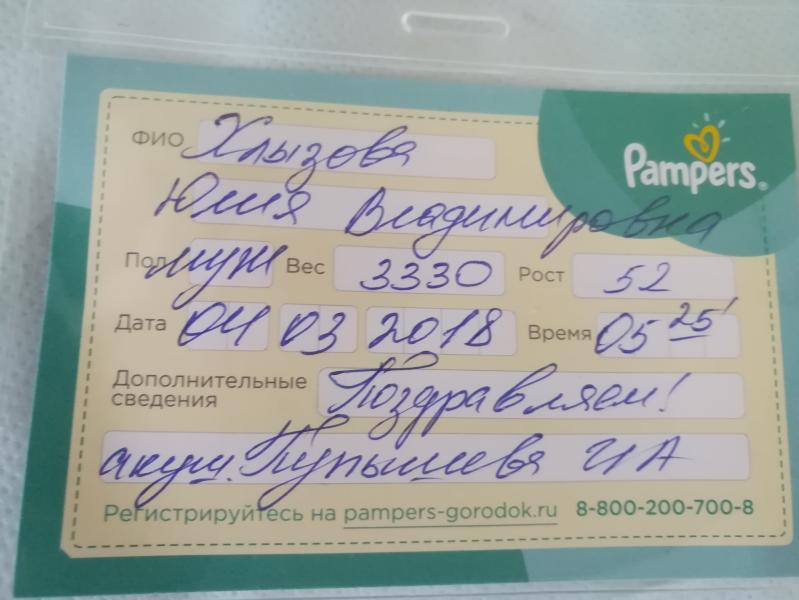 Pampers®
ФИО Хлызова
Юлия Владимировна
Пол муж Вес 3330 Рост 52
Дата 04 03 2018 Время 05 25'
Дополнительные сведения Поздравляем!
акуш. Пупышева И А
Регистрируйтесь на pampers-gorodok.ru 8-800-200-700-8